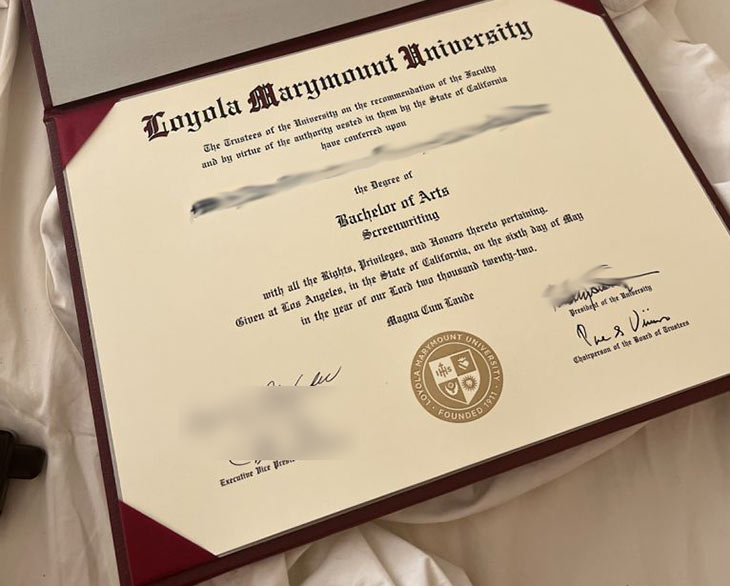 Loyola Marymount University
The Trustees of the University on the recommendation of the Faculty
and by virtue of the authority vested in them by the State of California
have conferred upon
the Degree of
Bachelor of Arts
Screenwriting
with all the Rights, Privileges, and Honors thereto pertaining.
Given at Los Angeles, in the State of California, on the sixth day of May
in the year of our Lord two thousand twenty-two.
Magna Cum Laude
President of the University
Chairperson of the Board of Trustees
LOYOLA MARYMOUNT UNIVERSITY
IHS
· FOUNDED 1911 ·
Executive Vice